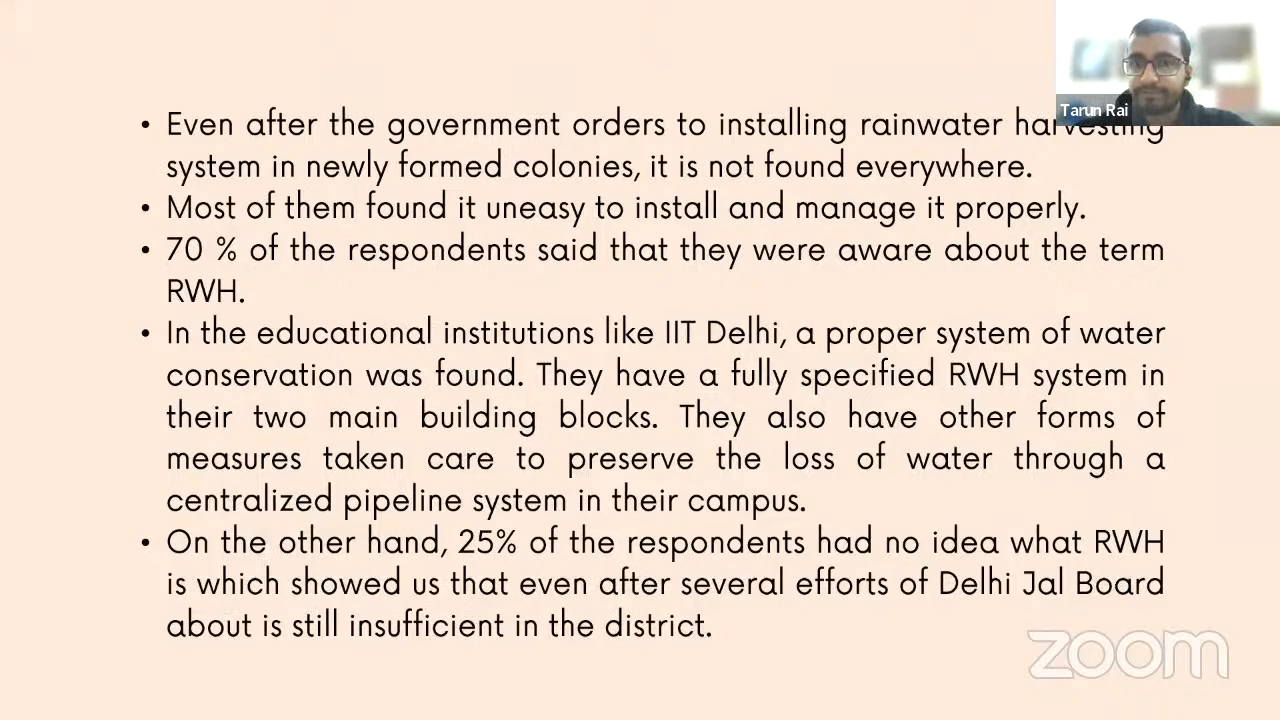 Tarun Rai
• Even after the government orders to installing rainwater harvesting
system in newly formed colonies, it is not found everywhere.
• Most of them found it uneasy to install and manage it properly.
• 70 % of the respondents said that they were aware about the term
RWH.
• In the educational institutions like IIT Delhi, a proper system of water
conservation was found. They have a fully specified RWH system in
their two main building blocks. They also have other forms of
measures taken care to preserve the loss of water through a
centralized pipeline system in their campus.
• On the other hand, 25% of the respondents had no idea what RWH
is which showed us that even after several efforts of Delhi Jal Board
about is still insufficient in the district.
zoom